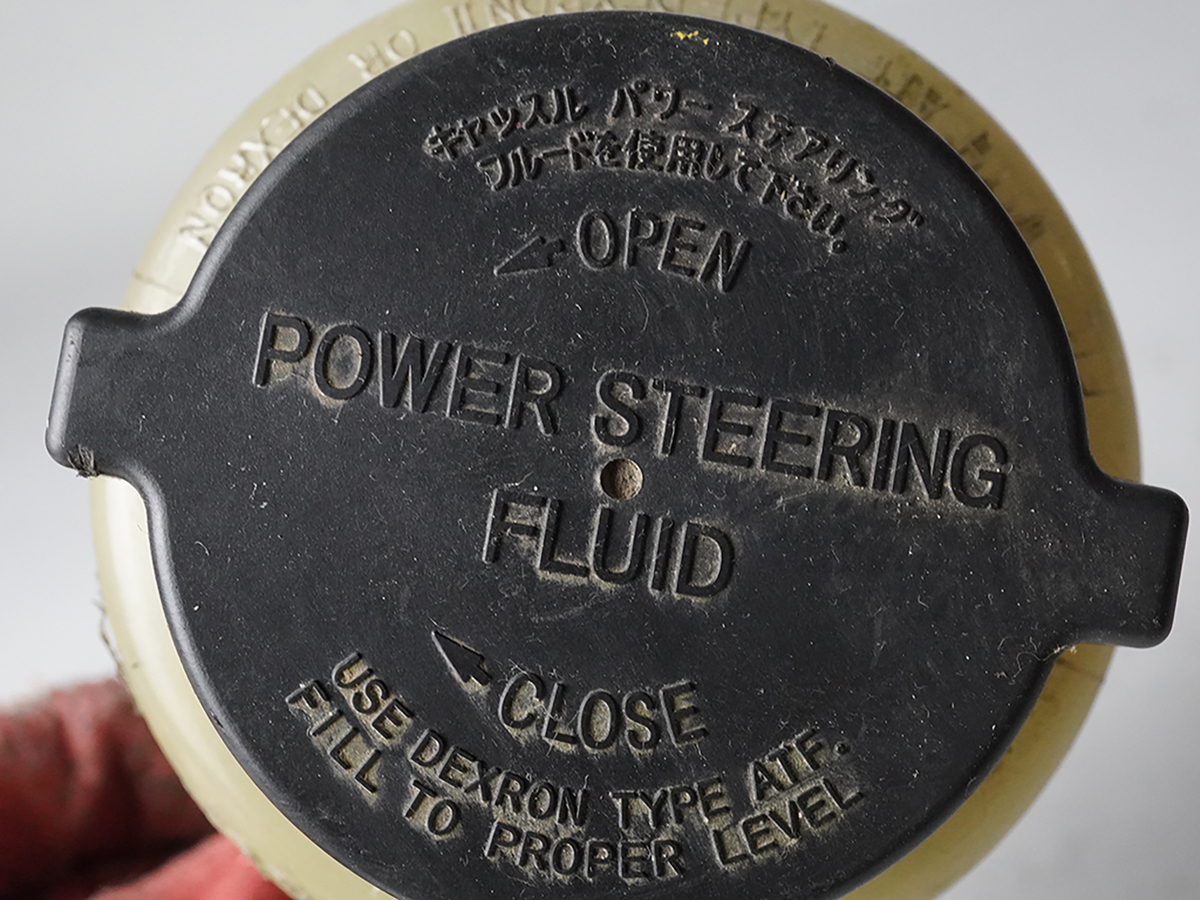 OR DEXRON
キャッスル パワー ステアリング
フルードを使用して下さい。
OPEN
POWER STEERING
FLUID
CLOSE
USE DEXRON TYPE ATF.
FILL TO PROPER LEVEL